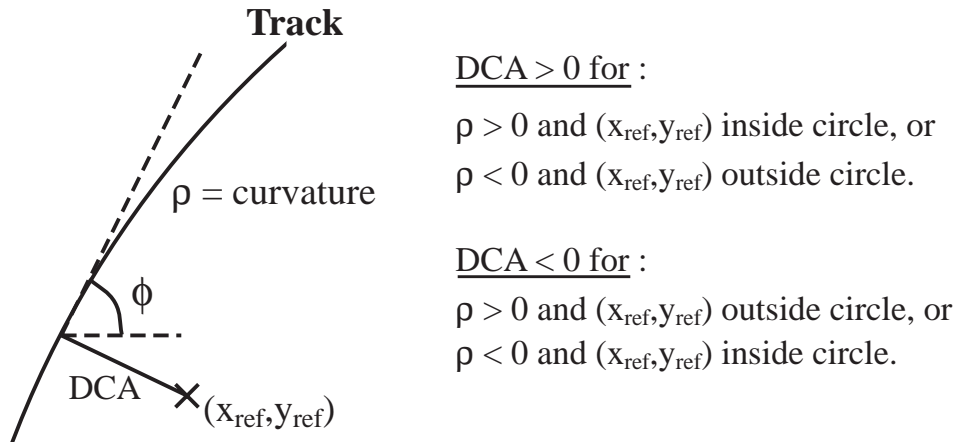 Track
ρ = curvature
ϕ
DCA
(x_ref,y_ref)
DCA > 0 for :
ρ > 0 and (x_ref,y_ref) inside circle, or
ρ < 0 and (x_ref,y_ref) outside circle.
DCA < 0 for :
ρ > 0 and (x_ref,y_ref) outside circle, or
ρ < 0 and (x_ref,y_ref) inside circle.